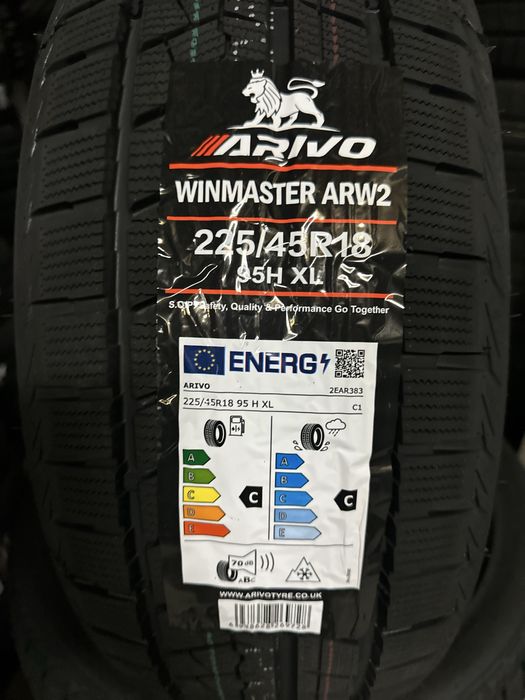 ARIVO
WINMASTER ARW2
225/45R18
95H XL
Safety, Quality & Performance Go Together
ENERG
ARIVO 2EAR383
225/45R18 95 H XL C1
A A
B B
C C C C
D D
E E
70 dB
ABC
WWW.ARIVOTYRE.CO.UK